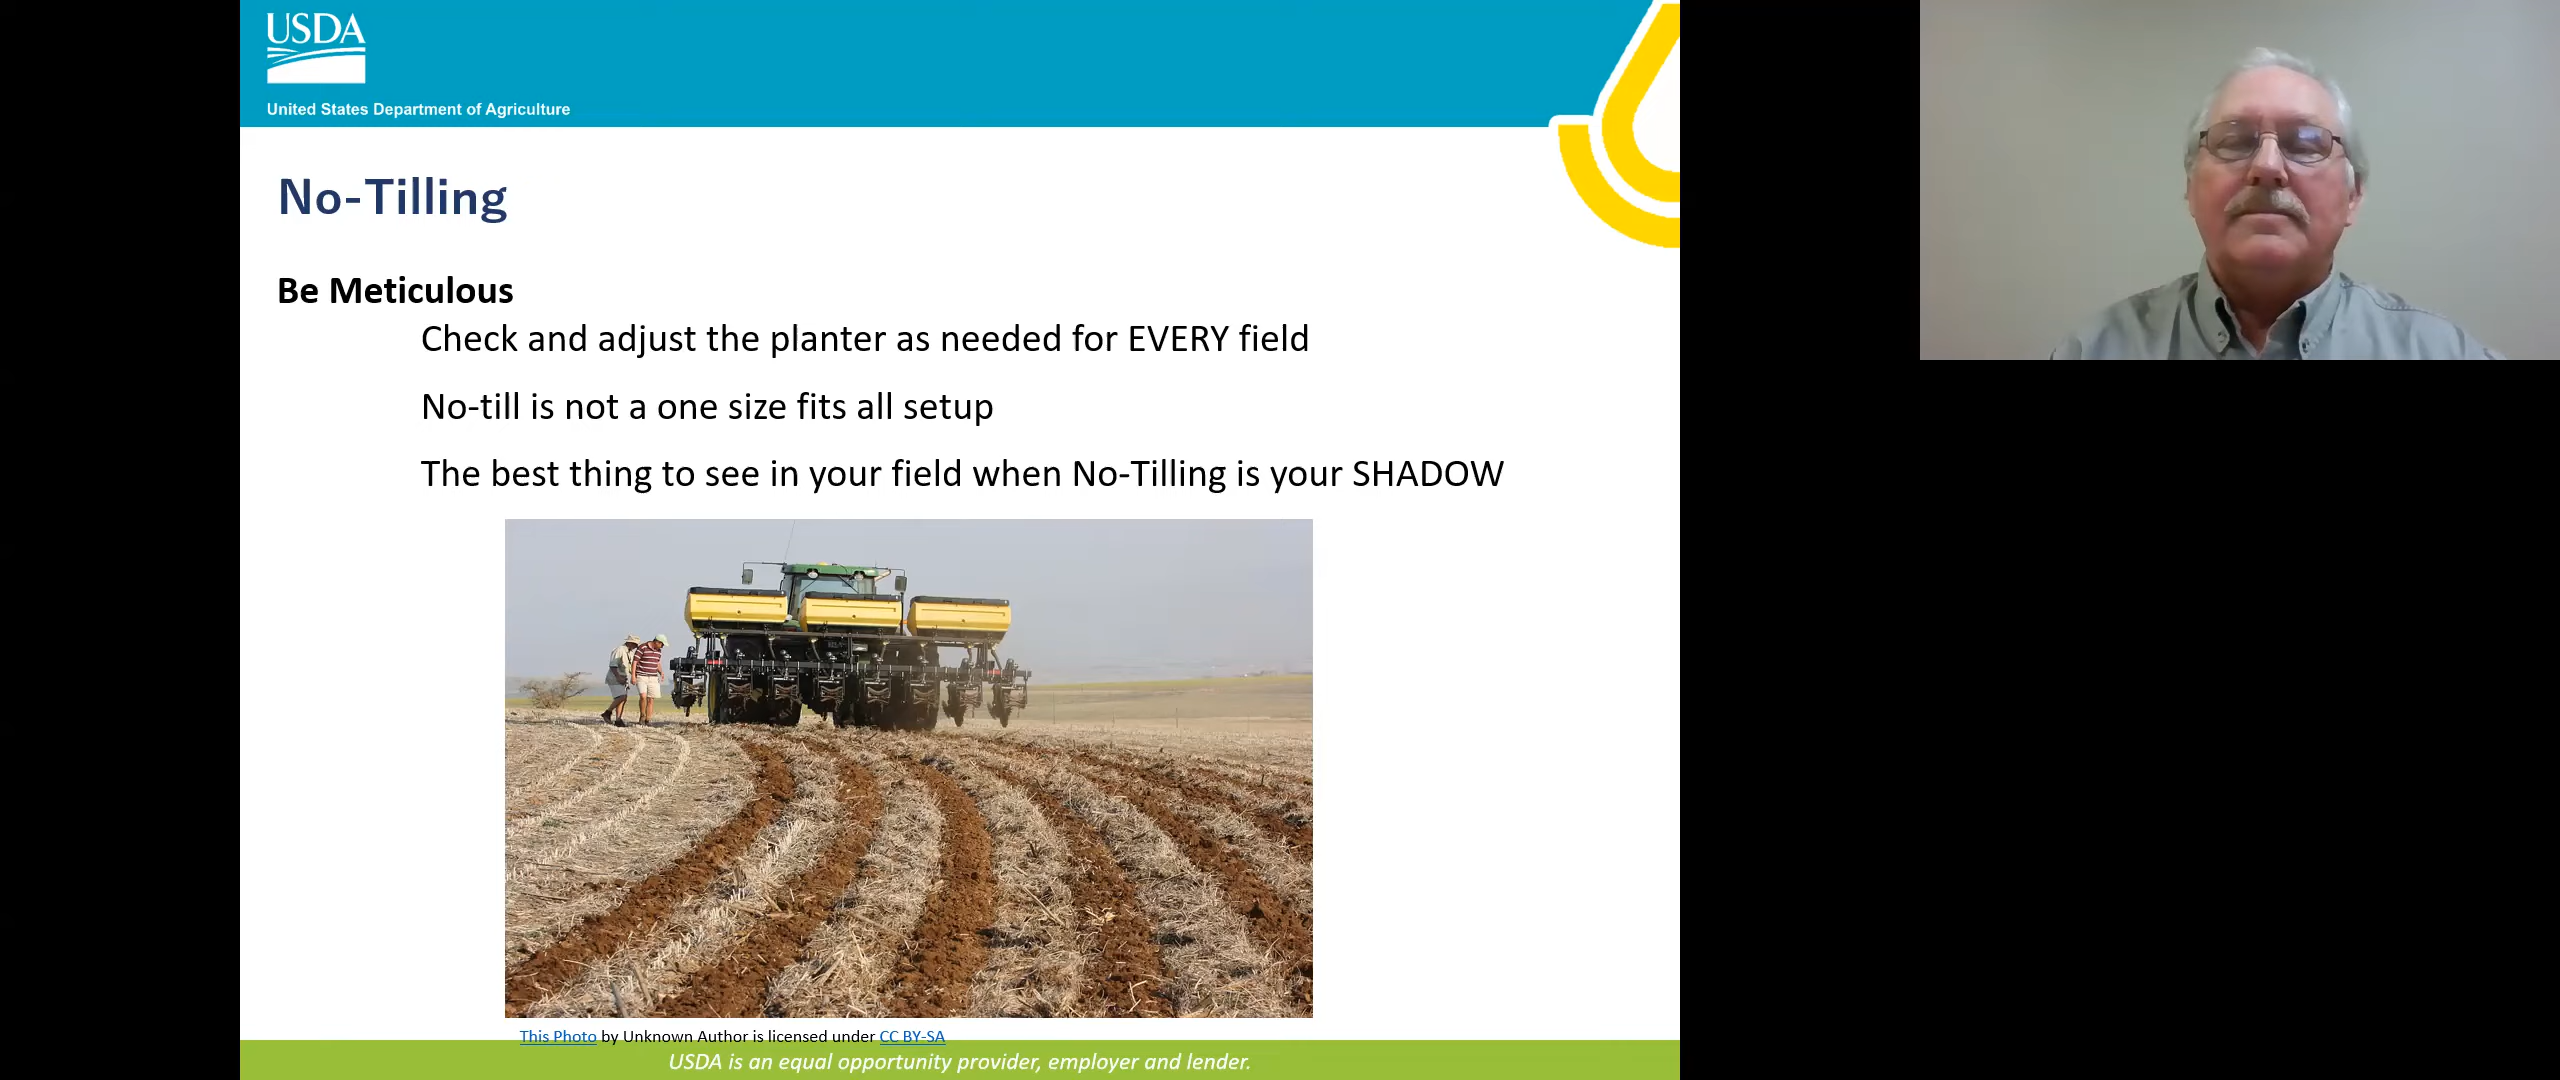 USDA
United States Department of Agriculture
No-Tilling
Be Meticulous
Check and adjust the planter as needed for EVERY field
No-till is not a one size fits all setup
The best thing to see in your field when No-Tilling is your SHADOW
This Photo by Unknown Author is licensed under CC BY-SA
USDA is an equal opportunity provider, employer and lender.